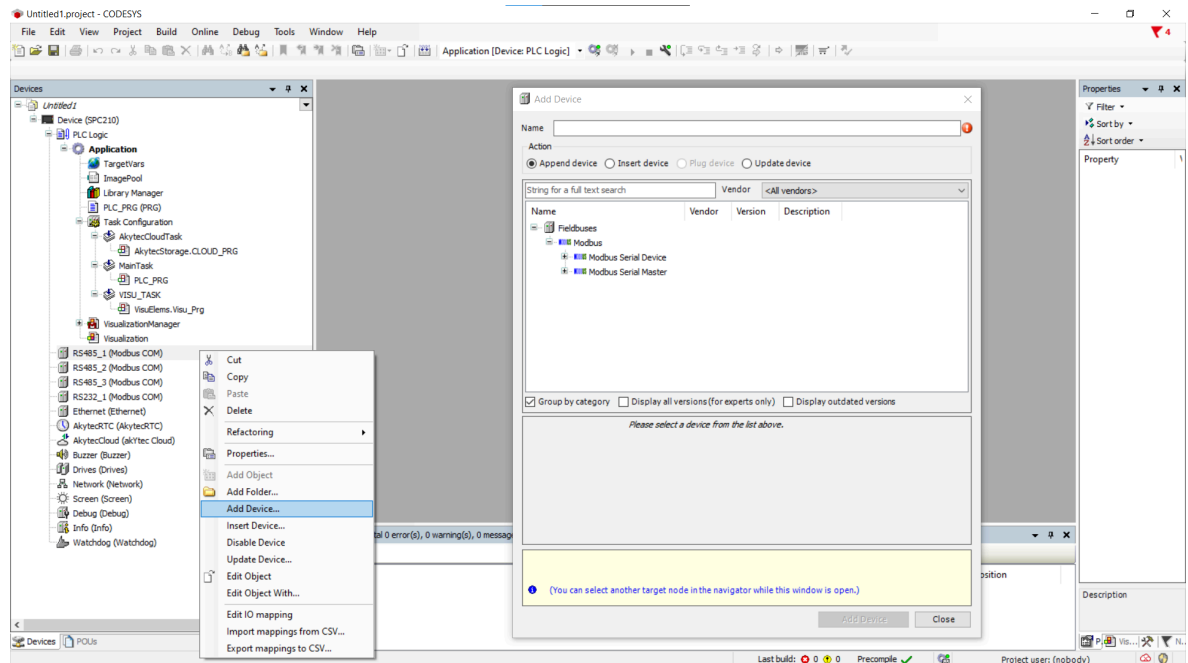 Untitled1.project - CODESYS
File Edit View Project Build Online Debug Tools Window Help
4
Application [Device: PLC Logic]
Devices
Untitled1
Device (SPC210)
PLC Logic
Application
TargetVars
ImagePool
Library Manager
PLC_PRG (PRG)
Task Configuration
AkytecCloudTask
AkytecStorage.CLOUD_PRG
MainTask
PLC_PRG
VISU_TASK
VisuElems.Visu_Prg
VisualizationManager
Visualization
RS485_1 (Modbus COM)
RS485_2 (Modbus COM)
RS485_3 (Modbus COM)
RS232_1 (Modbus COM)
Ethernet (Ethernet)
AkytecRTC (AkytecRTC)
AkytecCloud (akYtec Cloud)
Buzzer (Buzzer)
Drives (Drives)
Network (Network)
Screen (Screen)
Debug (Debug)
Info (Info)
Watchdog (Watchdog)
Devices POUs
Cut
Copy
Paste
Delete
Refactoring
Properties...
Add Object
Add Folder...
Add Device...
Insert Device...
Disable Device
Update Device...
Edit Object
Edit Object With...
Edit IO mapping
Import mappings from CSV...
Export mappings to CSV...
Add Device
Name
Action
Append device Insert device Plug device Update device
String for a full text search Vendor <All vendors>
Name Vendor Version Description
Fieldbuses
Modbus
Modbus Serial Device
Modbus Serial Master
Group by category Display all versions (for experts only) Display outdated versions
Please select a device from the list above.
(You can select another target node in the navigator while this window is open.)
Add Device Close
tal 0 error(s), 0 warning(s), 0 messag
osition
Properties
Filter
Sort by
Sort order
Property
Description
P... Vis... N...
Last build: 0 0 Precompile Project user: (nobody)